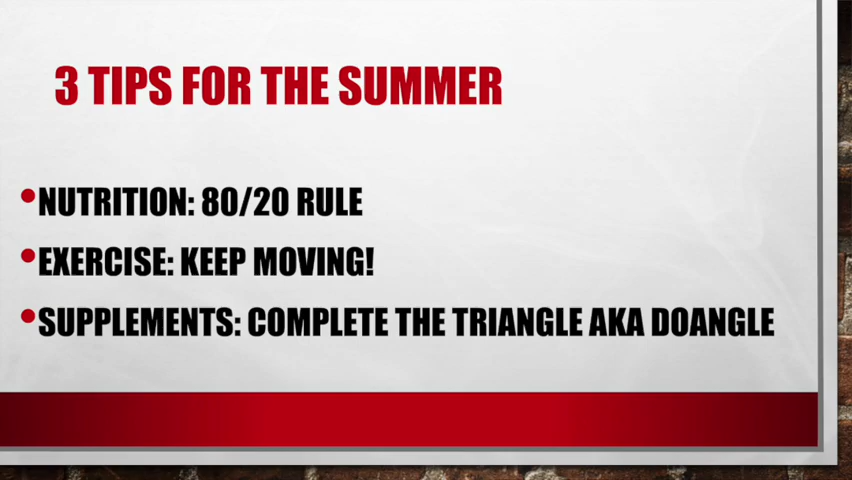 3 TIPS FOR THE SUMMER
•NUTRITION: 80/20 RULE
•EXERCISE: KEEP MOVING!
•SUPPLEMENTS: COMPLETE THE TRIANGLE AKA DOANGLE